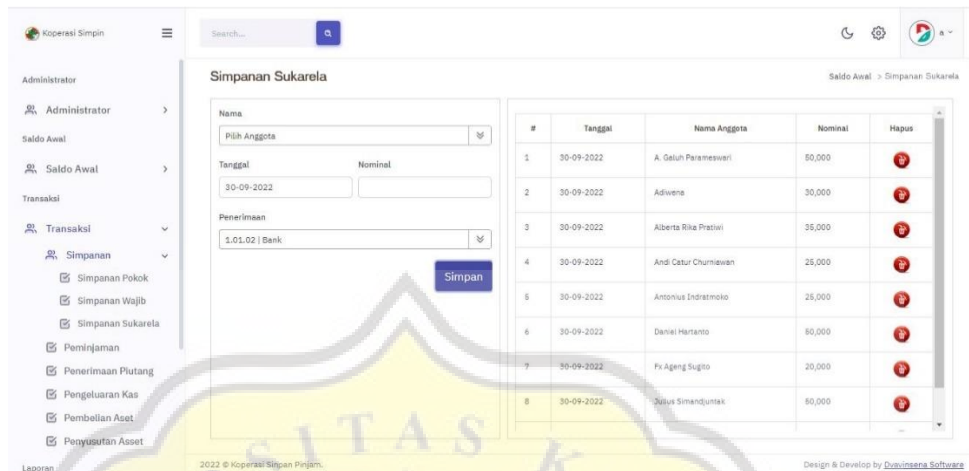 Koperasi Simpin
Search...
a
Administrator
Administrator
Saldo Awal
Saldo Awal
Transaksi
Transaksi
Simpanan
Simpanan Pokok
Simpanan Wajib
Simpanan Sukarela
Peminjaman
Penerimaan Piutang
Pengeluaran Kas
Pembelian Aset
Penyusutan Asset
Laporan
Simpanan Sukarela
Saldo Awal > Simpanan Sukarela
Nama
Pilih Anggota
Tanggal Nominal
30-09-2022
Penerimaan
1.01.02 | Bank
Simpan
# Tanggal Nama Anggota Nominal Hapus
1 30-09-2022 A. Galuh Parameswari 50,000
2 30-09-2022 Adiwena 30,000
3 30-09-2022 Alberta Rika Pratiwi 35,000
4 30-09-2022 Andi Catur Churniawan 25,000
5 30-09-2022 Antonius Indratmoko 25,000
6 30-09-2022 Daniel Hartanto 50,000
7 30-09-2022 Fx Ageng Sugito 20,000
8 30-09-2022 Julius Simandjuntak 50,000
SITAS K
2022 © Koperasi Simpan Pinjam.
Design & Develop by Dvavinsena Software